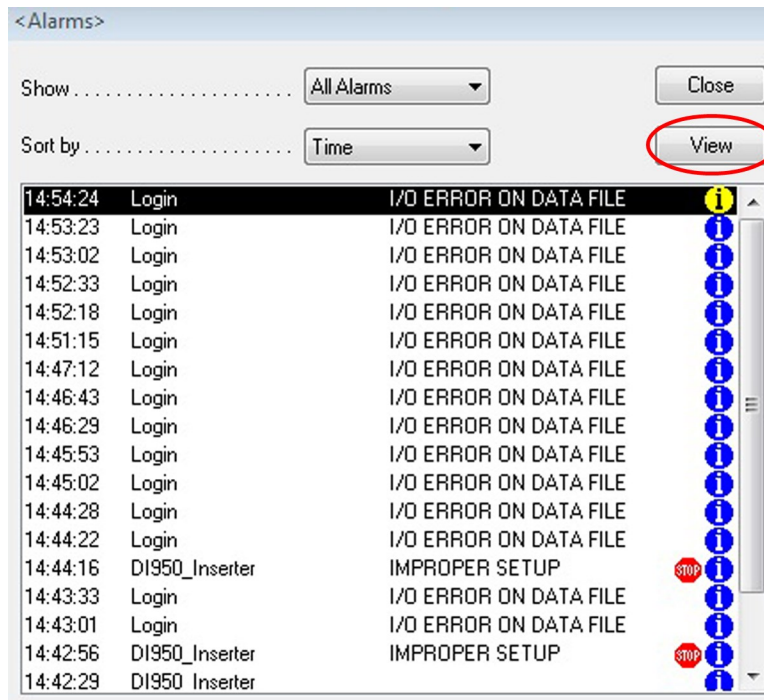 <Alarms>
Show..................... All Alarms Close
Sort by.................... Time View
14:54:24 Login I/O ERROR ON DATA FILE i
14:53:23 Login I/O ERROR ON DATA FILE i
14:53:02 Login I/O ERROR ON DATA FILE i
14:52:33 Login I/O ERROR ON DATA FILE i
14:52:18 Login I/O ERROR ON DATA FILE i
14:51:15 Login I/O ERROR ON DATA FILE i
14:47:12 Login I/O ERROR ON DATA FILE i
14:46:43 Login I/O ERROR ON DATA FILE i
14:46:29 Login I/O ERROR ON DATA FILE i
14:45:53 Login I/O ERROR ON DATA FILE i
14:45:02 Login I/O ERROR ON DATA FILE i
14:44:28 Login I/O ERROR ON DATA FILE i
14:44:22 Login I/O ERROR ON DATA FILE i
14:44:16 DI950_Inserter IMPROPER SETUP STOP i
14:43:33 Login I/O ERROR ON DATA FILE i
14:43:01 Login I/O ERROR ON DATA FILE i
14:42:56 DI950_Inserter IMPROPER SETUP STOP i
14:42:29 DI950 Inserter i